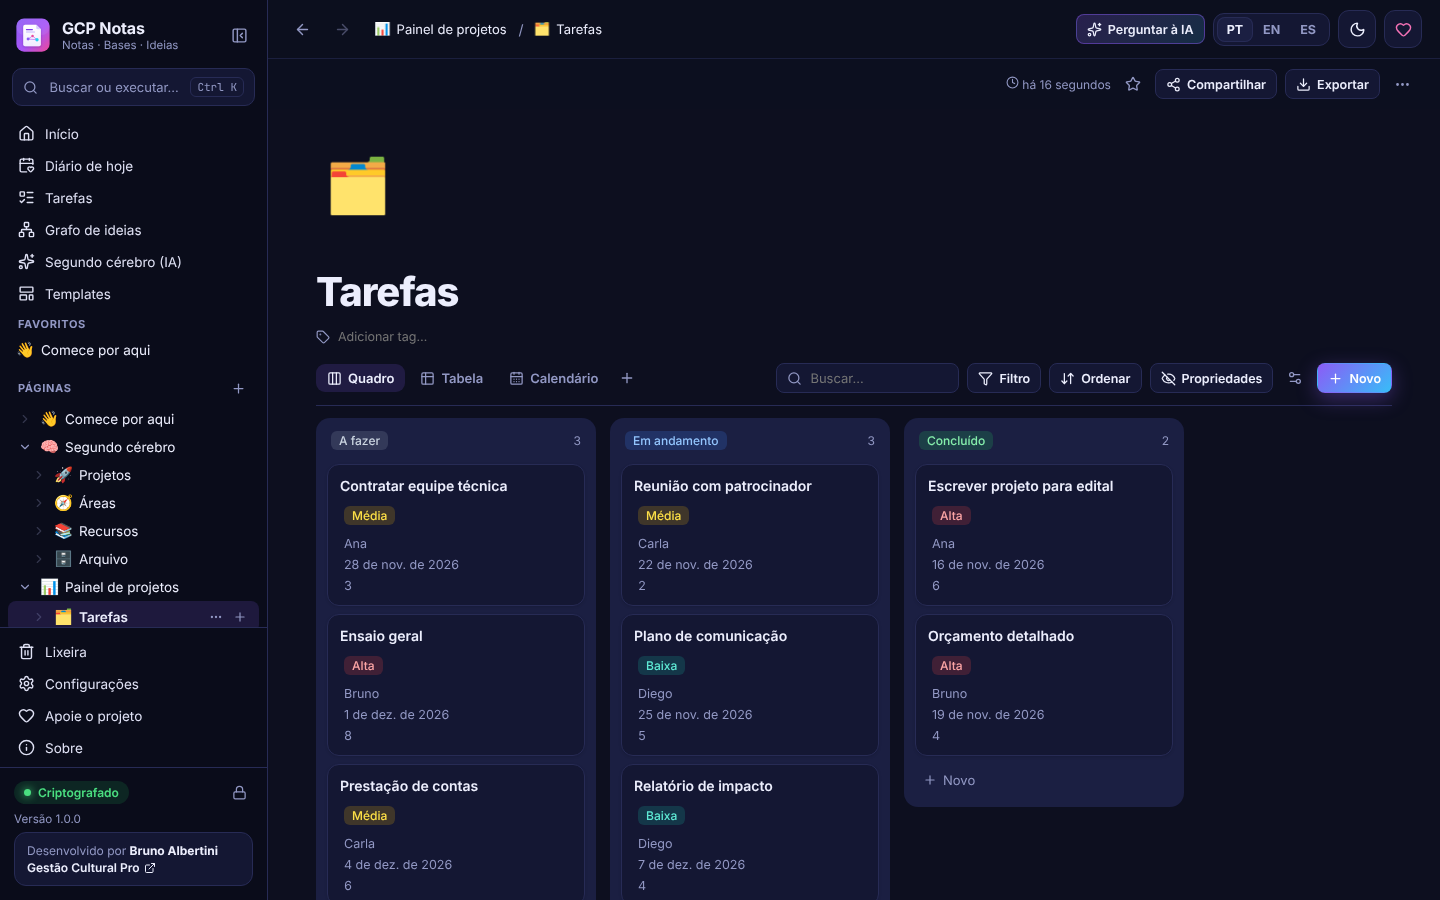 GCP Notas
Notas · Bases · Ideias
Buscar ou executar... Ctrl K
Início
Diário de hoje
Tarefas
Grafo de ideias
Segundo cérebro (IA)
Templates
FAVORITOS
Comece por aqui
PÁGINAS
Comece por aqui
Segundo cérebro
Projetos
Áreas
Recursos
Arquivo
Painel de projetos
Tarefas
Lixeira
Configurações
Apoie o projeto
Sobre
Criptografado
Versão 1.0.0
Desenvolvido por Bruno Albertini
Gestão Cultural Pro
Painel de projetos / Tarefas
Perguntar à IA PT EN ES
há 16 segundos Compartilhar Exportar
Tarefas
Adicionar tag...
Quadro Tabela Calendário
Buscar... Filtro Ordenar Propriedades Novo
A fazer 3
Contratar equipe técnica
Média
Ana
28 de nov. de 2026
3
Ensaio geral
Alta
Bruno
1 de dez. de 2026
8
Prestação de contas
Média
Carla
4 de dez. de 2026
6
Em andamento 3
Reunião com patrocinador
Média
Carla
22 de nov. de 2026
2
Plano de comunicação
Baixa
Diego
25 de nov. de 2026
5
Relatório de impacto
Baixa
Diego
7 de dez. de 2026
4
Concluído 2
Escrever projeto para edital
Alta
Ana
16 de nov. de 2026
6
Orçamento detalhado
Alta
Bruno
19 de nov. de 2026
4
Novo